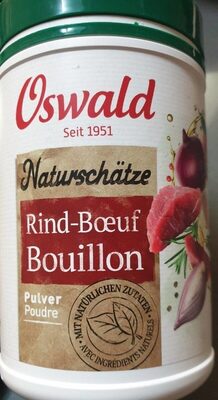 Oswald
Seit 1951
Naturschätze
Rind-Bœuf
Bouillon
Pulver
Poudre
• MIT NATÜRLICHEN ZUTATEN •
AVEC INGRÉDIENTS NATURELS